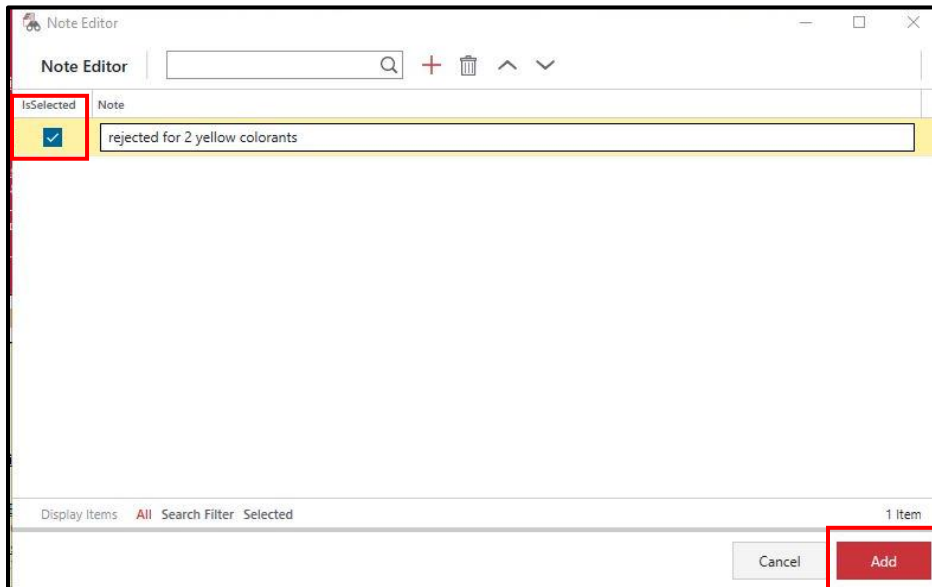 Note Editor
Note Editor
IsSelected Note
rejected for 2 yellow colorants
Display Items All Search Filter Selected 1 Item
Cancel Add